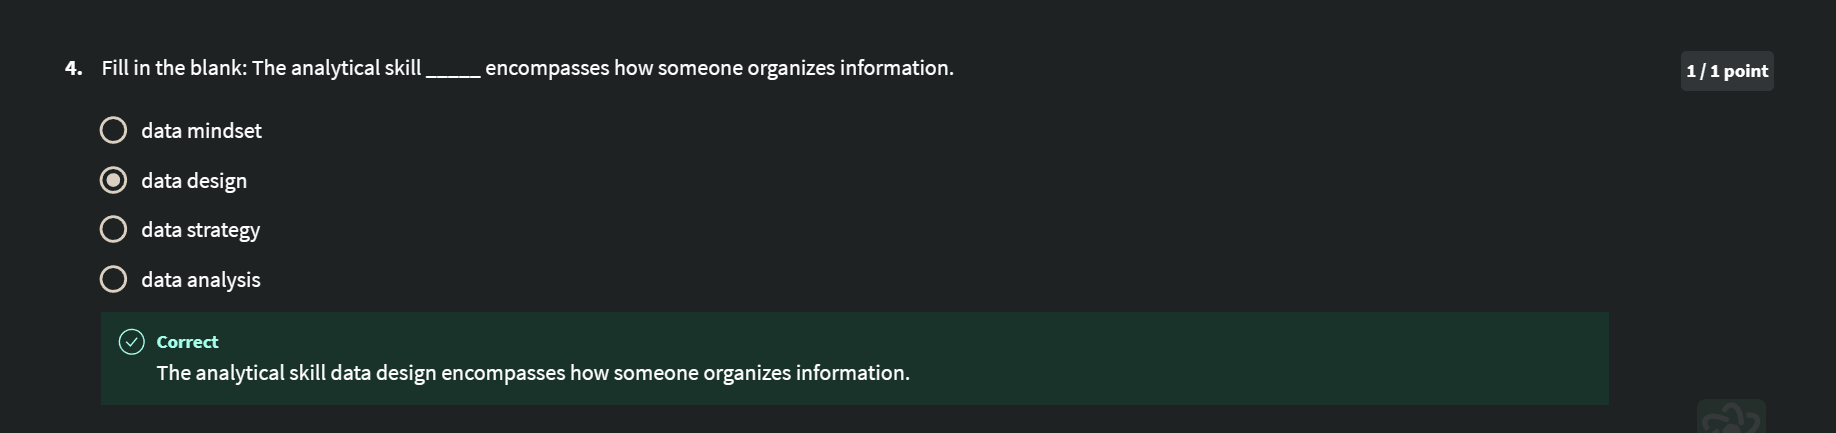 4. Fill in the blank: The analytical skill _____ encompasses how someone organizes information.
1 / 1 point
data mindset
data design
data strategy
data analysis
Correct
The analytical skill data design encompasses how someone organizes information.